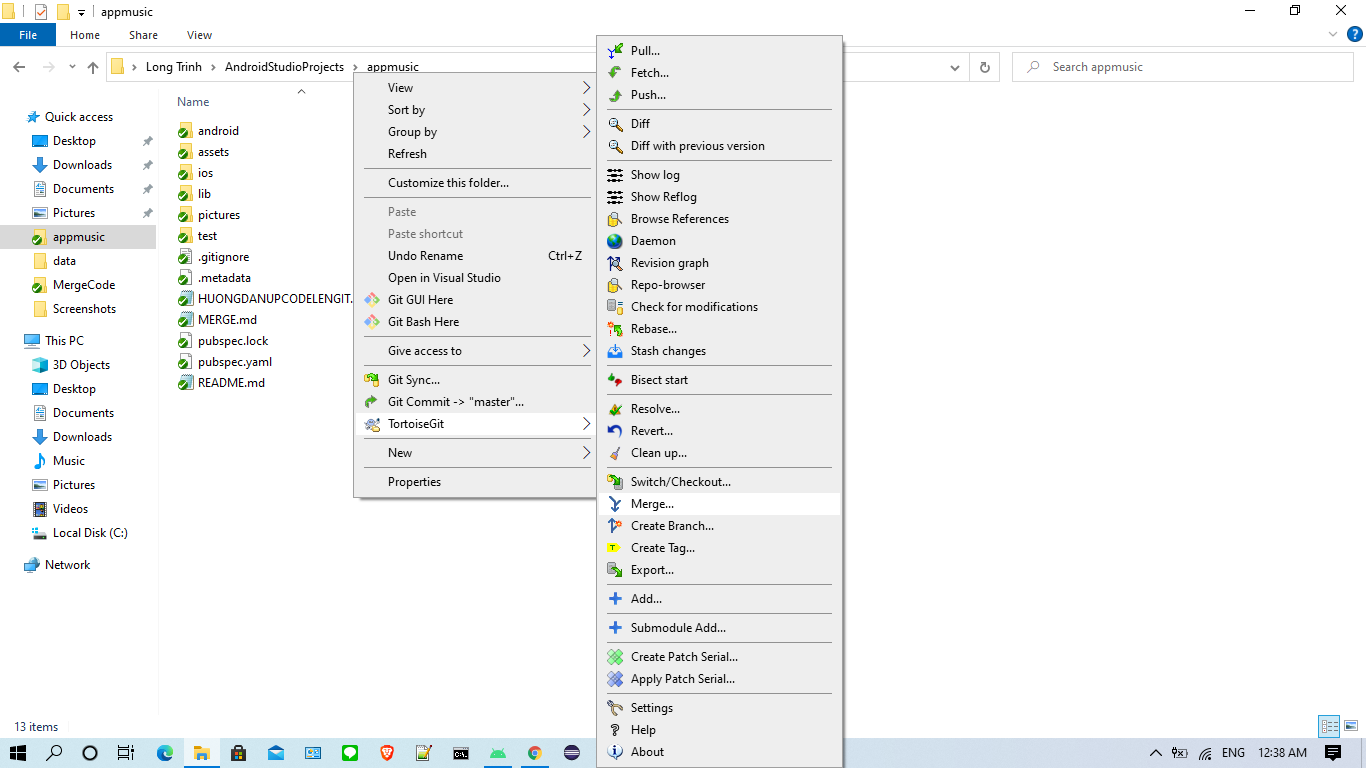 appmusic
File Home Share View
Long Trinh AndroidStudioProjects appmusic
Search appmusic
Quick access
Desktop
Downloads
Documents
Pictures
appmusic
data
MergeCode
Screenshots
This PC
3D Objects
Desktop
Documents
Downloads
Music
Pictures
Videos
Local Disk (C:)
Network
Name
android
assets
ios
lib
pictures
test
.gitignore
.metadata
HUONGDANUPCODELENGIT.
MERGE.md
pubspec.lock
pubspec.yaml
README.md
View
Sort by
Group by
Refresh
Customize this folder...
Paste
Paste shortcut
Undo Rename Ctrl+Z
Open in Visual Studio
Git GUI Here
Git Bash Here
Give access to
Git Sync...
Git Commit -> "master"...
TortoiseGit
New
Properties
Pull...
Fetch...
Push...
Diff
Diff with previous version
Show log
Show Reflog
Browse References
Daemon
Revision graph
Repo-browser
Check for modifications
Rebase...
Stash changes
Bisect start
Resolve...
Revert...
Clean up...
Switch/Checkout...
Merge...
Create Branch...
Create Tag...
Export...
Add...
Submodule Add...
Create Patch Serial...
Apply Patch Serial...
Settings
Help
About
13 items
ENG 12:38 AM